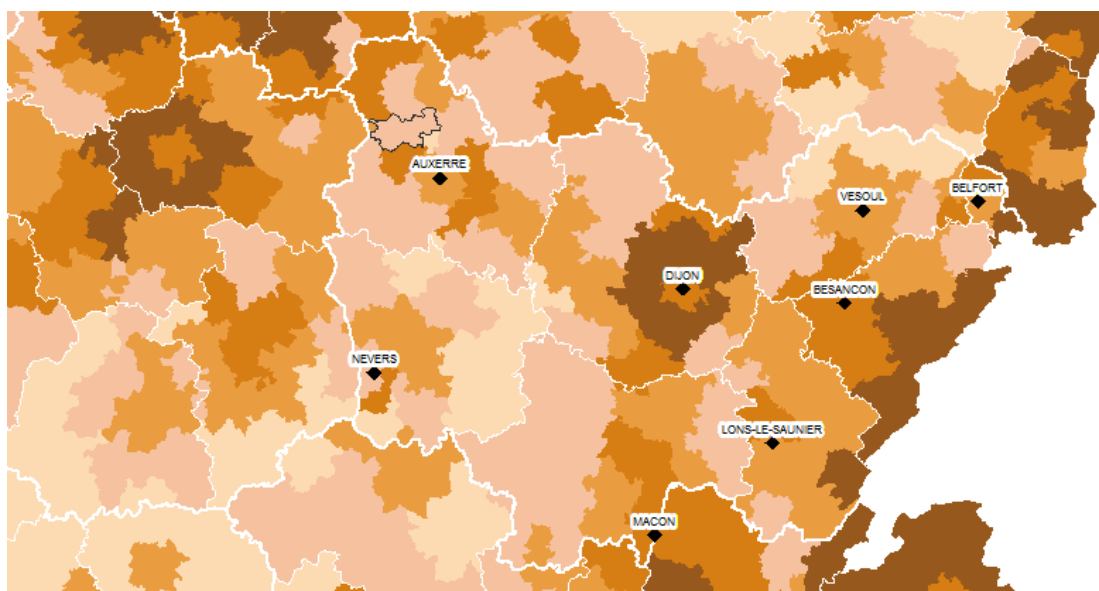 AUXERRE
BELFORT
VESOUL
DIJON
BESANCON
NEVERS
LONS-LE-SAUNIER
MACON